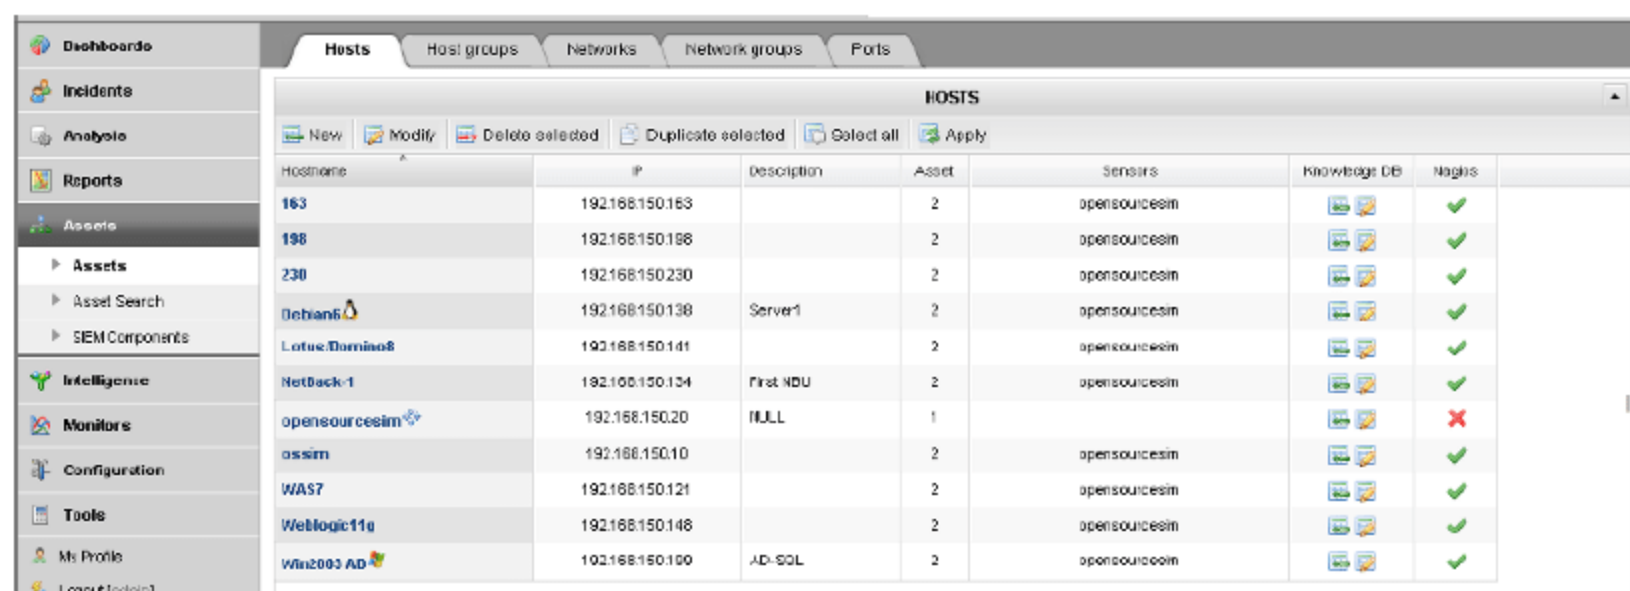 Dashboards
Incidents
Analysis
Reports
Assets
Assets
Asset Search
SIEM Components
Intelligence
Monitors
Configuration
Tools
My Profile
Logout [admin]
Hosts Host groups Networks Network groups Ports
HOSTS
New Modify Delete selected Duplicate selected Select all Apply
Hostname IP Description Asset Sensors Knowledge DB Nagios
163 192.168.150.163 2 opensourcesim
198 192.168.150.198 2 opensourcesim
230 192.168.150.230 2 opensourcesim
Debian6 192.168.150.138 Server1 2 opensourcesim
Lotus/Domino8 192.168.150.141 2 opensourcesim
NetBack-1 192.168.150.134 First NBU 2 opensourcesim
opensourcesim 192.168.150.20 NULL 1
ossim 192.168.150.10 2 opensourcesim
WAS7 192.168.150.121 2 opensourcesim
Weblogic11g 192.168.150.148 2 opensourcesim
Win2003 AD AD-SQL 2 opensourcesim